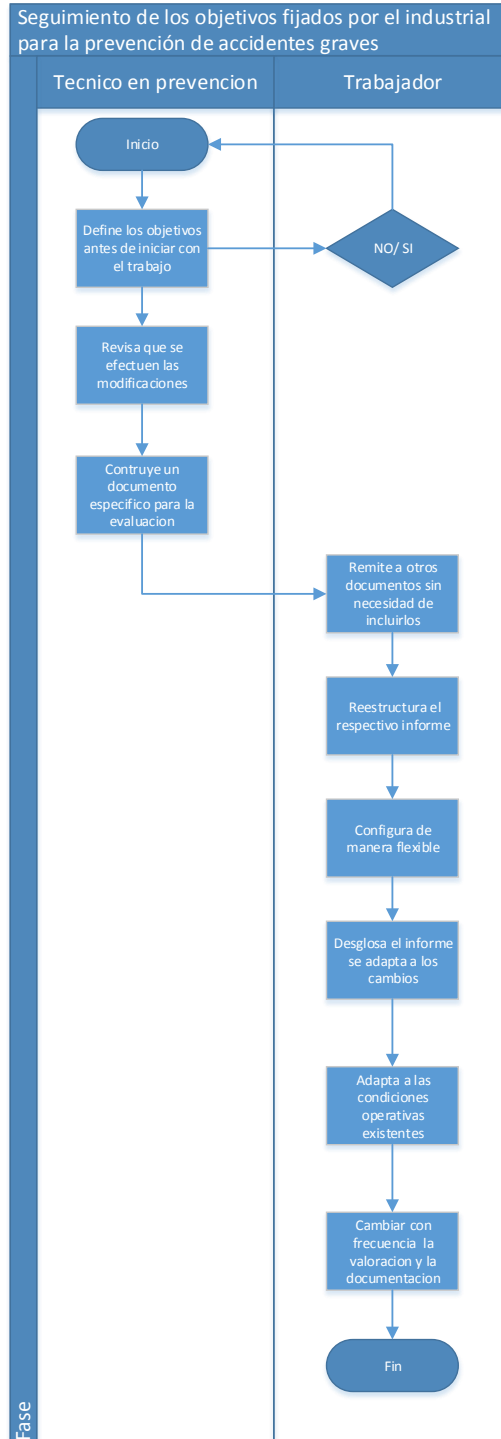 Seguimiento de los objetivos fijados por el industrial
para la prevención de accidentes graves
Tecnico en prevencion
Trabajador
Inicio
Define los objetivos
antes de iniciar con
el trabajo
NO/ SI
Revisa que se
efectuen las
modificaciones
Contruye un
documento
especifico para la
evaluacion
Remite a otros
documentos sin
necesidad de
incluirlos
Reestructura el
respectivo informe
Configura de
manera flexible
Desglosa el informe
se adapta a los
cambios
Adapta a las
condiciones
operativas
existentes
Cambiar con
frecuencia la
valoracion y la
documentacion
Fin
Fase